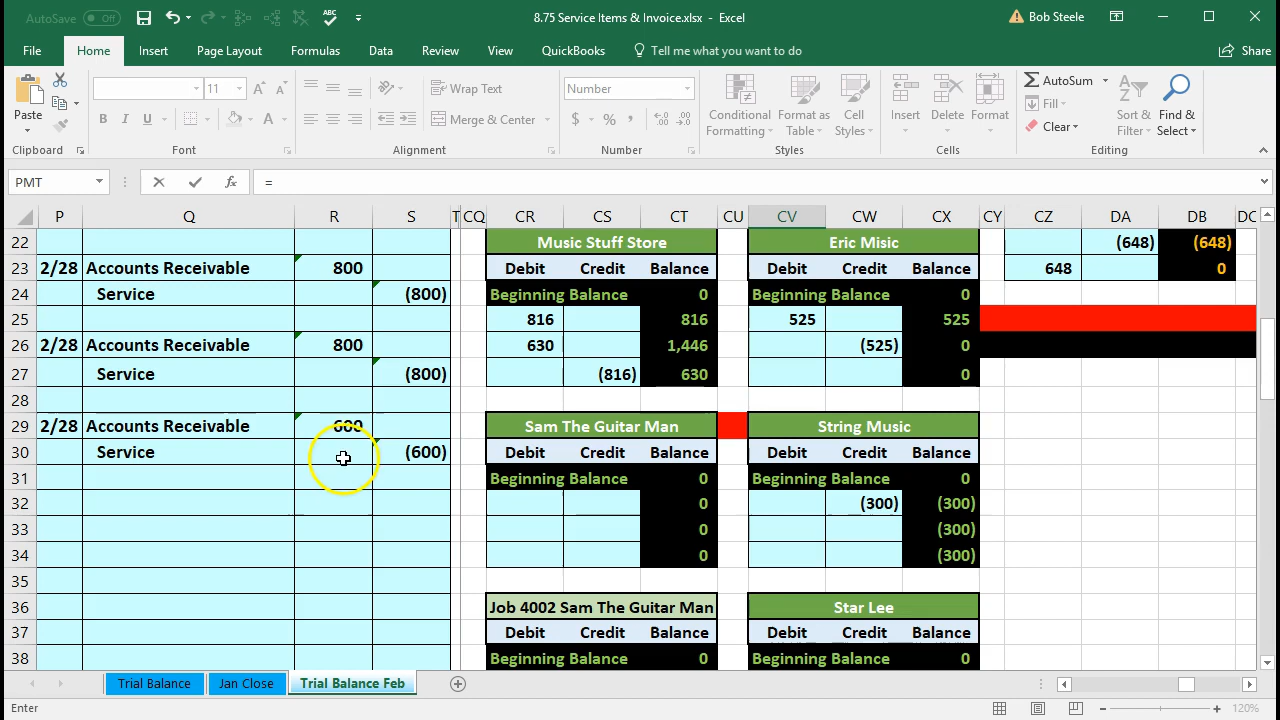 AutoSave Off 8.75 Service Items & Invoice.xlsx - Excel Bob Steele
File Home Insert Page Layout Formulas Data Review View QuickBooks Tell me what you want to do Share
Paste 11 Wrap Text Number AutoSum
B I U Merge & Center $ % Conditional Formatting Format as Table Cell Styles Insert Delete Format Fill Clear Sort & Filter Find & Select
Clipboard Font Alignment Number Styles Cells Editing
PMT =
P Q R S T CQ CR CS CT CU CV CW CX CY CZ DA DB DC
22 Music Stuff Store Eric Misic (648) (648)
23 2/28 Accounts Receivable 800 Debit Credit Balance Debit Credit Balance 648 0
24 Service (800) Beginning Balance 0 Beginning Balance 0
25 816 816 525 525
26 2/28 Accounts Receivable 800 630 1,446 (525) 0
27 Service (800) (816) 630 0
28
29 2/28 Accounts Receivable 600 Sam The Guitar Man String Music
30 Service (600) Debit Credit Balance Debit Credit Balance
31 Beginning Balance 0 Beginning Balance 0
32 0 (300) (300)
33 0 (300)
34 0 (300)
35
36 Job 4002 Sam The Guitar Man Star Lee
37 Debit Credit Balance Debit Credit Balance
38 Beginning Balance 0 Beginning Balance 0
Trial Balance Jan Close Trial Balance Feb
Enter 120%